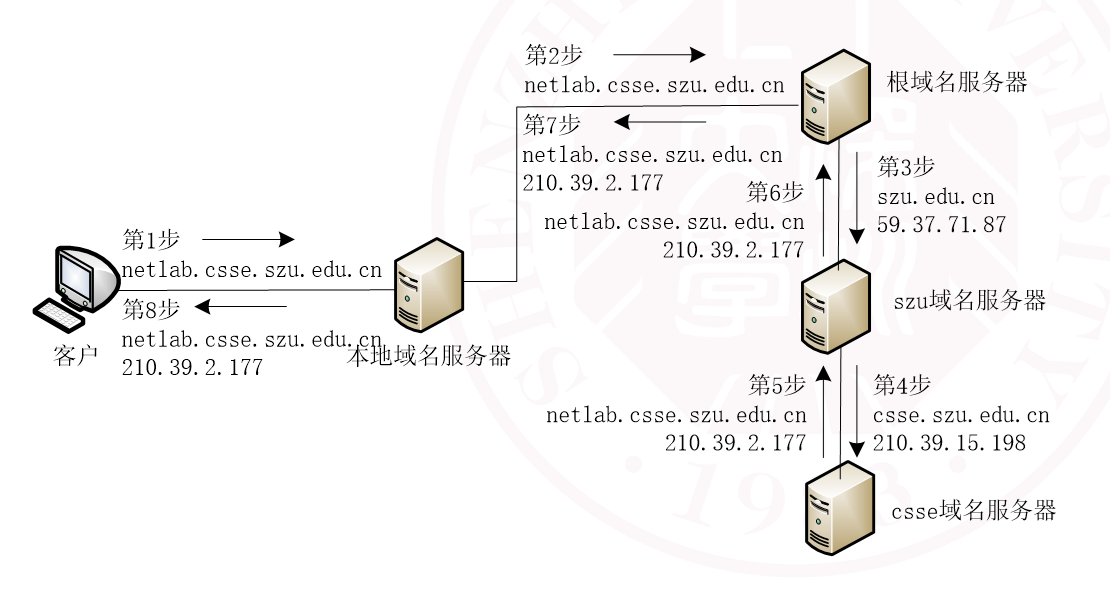 第2步
netlab.csse.szu.edu.cn
根域名服务器
第7步
netlab.csse.szu.edu.cn
210.39.2.177
第3步
szu.edu.cn
59.37.71.87
第6步
netlab.csse.szu.edu.cn
210.39.2.177
第1步
netlab.csse.szu.edu.cn
第8步
netlab.csse.szu.edu.cn
210.39.2.177
客户
本地域名服务器
szu域名服务器
第5步
netlab.csse.szu.edu.cn
210.39.2.177
第4步
csse.szu.edu.cn
210.39.15.198
csse域名服务器